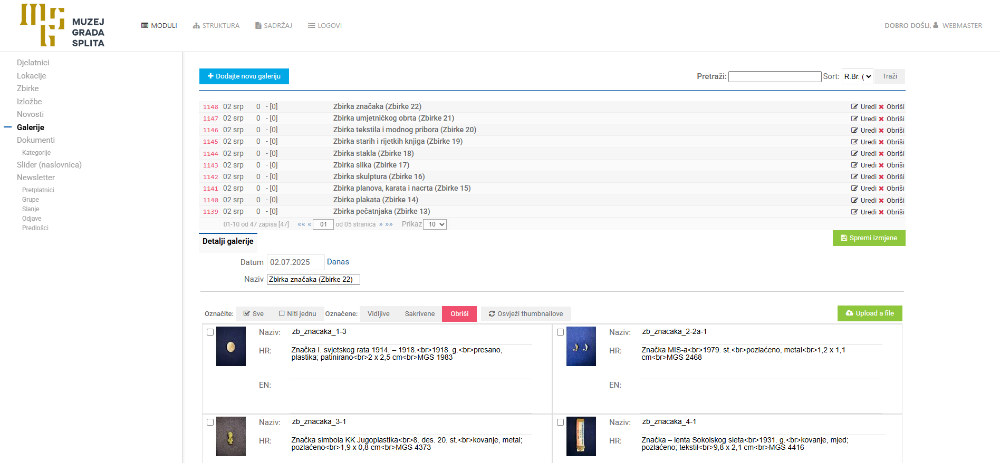 MUZEJ
GRADA
SPLITA
MODULI STRUKTURA SADRŽAJ LOGOVI
DOBRO DOŠLI, WEBMASTER
Djelatnici
Lokacije
Zbirke
Izložbe
Novosti
Galerije
Dokumenti
Kategorije
Slider (naslovnica)
Newsletter
Pretplatnici
Grupe
Slanje
Odjave
Predlošci
Dodajte novu galeriju
Pretraži: Sort: R.Br. ( Traži
1148 02 srp 0 - [0] Zbirka značaka (Zbirke 22) Uredi Obriši
1147 02 srp 0 - [0] Zbirka umjetničkog obrta (Zbirke 21) Uredi Obriši
1146 02 srp 0 - [0] Zbirka tekstila i modnog pribora (Zbirke 20) Uredi Obriši
1145 02 srp 0 - [0] Zbirka starih i rijetkih knjiga (Zbirke 19) Uredi Obriši
1144 02 srp 0 - [0] Zbirka stakla (Zbirke 18) Uredi Obriši
1143 02 srp 0 - [0] Zbirka slika (Zbirke 17) Uredi Obriši
1142 02 srp 0 - [0] Zbirka skulptura (Zbirke 16) Uredi Obriši
1141 02 srp 0 - [0] Zbirka planova, karata i nacrta (Zbirke 15) Uredi Obriši
1140 02 srp 0 - [0] Zbirka plakata (Zbirke 14) Uredi Obriši
1139 02 srp 0 - [0] Zbirka pečatnjaka (Zbirke 13) Uredi Obriši
01-10 od 47 zapisa [47] «« « 01 od 05 stranica » »» Prikaz 10
Detalji galerije
Spremi izmjene
Datum 02.07.2025 Danas
Naziv Zbirka značaka (Zbirke 22)
Označite: Sve Niti jednu Označene: Vidljive Sakrivene Obriši Osvježi thumbnailove Upload a file
Naziv: zb_znacaka_1-3
HR: Značka I. svjetskog rata 1914. – 1918.<br>1918. g.<br>presano,
plastika; patinirano<br>2 x 2,5 cm<br>MGS 1983
EN:
Naziv: zb_znacaka_2-2a-1
HR: Značka MIS-a<br>1979. st.<br>pozlaćeno, metal<br>1,2 x 1,1
cm<br>MGS 2468
EN:
Naziv: zb_znacaka_3-1
HR: Značka simbola KK Jugoplastika<br>8. des. 20. st.<br>kovanje, metal;
pozlaćeno<br>1,9 x 0,8 cm<br>MGS 4373
Naziv: zb_znacaka_4-1
HR: Značka – lenta Sokolskog sleta<br>1931. g.<br>kovanje, mjed;
pozlaćeno; tekstil<br>9,8 x 2,1 cm<br>MGS 4416